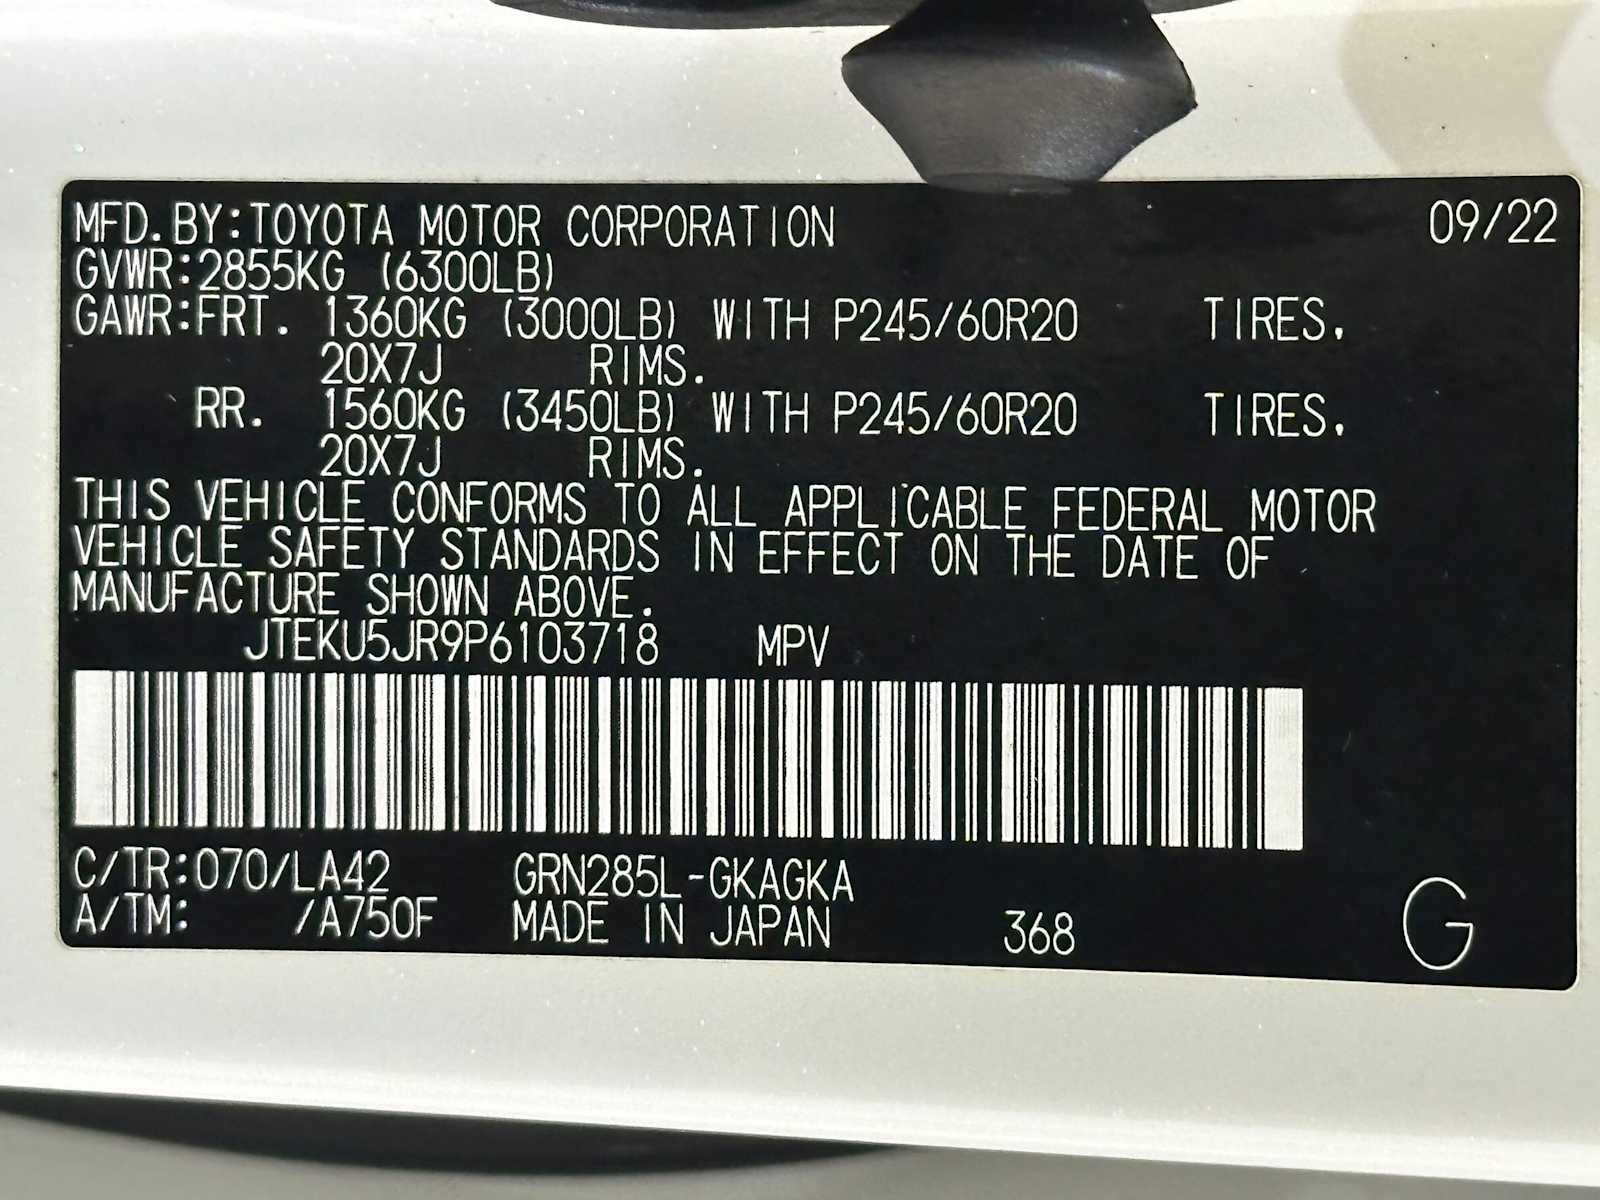 MFD.BY:TOYOTA MOTOR CORPORATION 09/22
GVWR:2855KG (6300LB)
GAWR:FRT. 1360KG (3000LB) WITH P245/60R20 TIRES,
20X7J RIMS.
RR. 1560KG (3450LB) WITH P245/60R20 TIRES,
20X7J RIMS.
THIS VEHICLE CONFORMS TO ALL APPLICABLE FEDERAL MOTOR
VEHICLE SAFETY STANDARDS IN EFFECT ON THE DATE OF
MANUFACTURE SHOWN ABOVE.
JTEKU5JR9P6103718 MPV
C/TR:070/LA42 GRN285L-GKAGKA
A/TM: /A750F MADE IN JAPAN 368 G